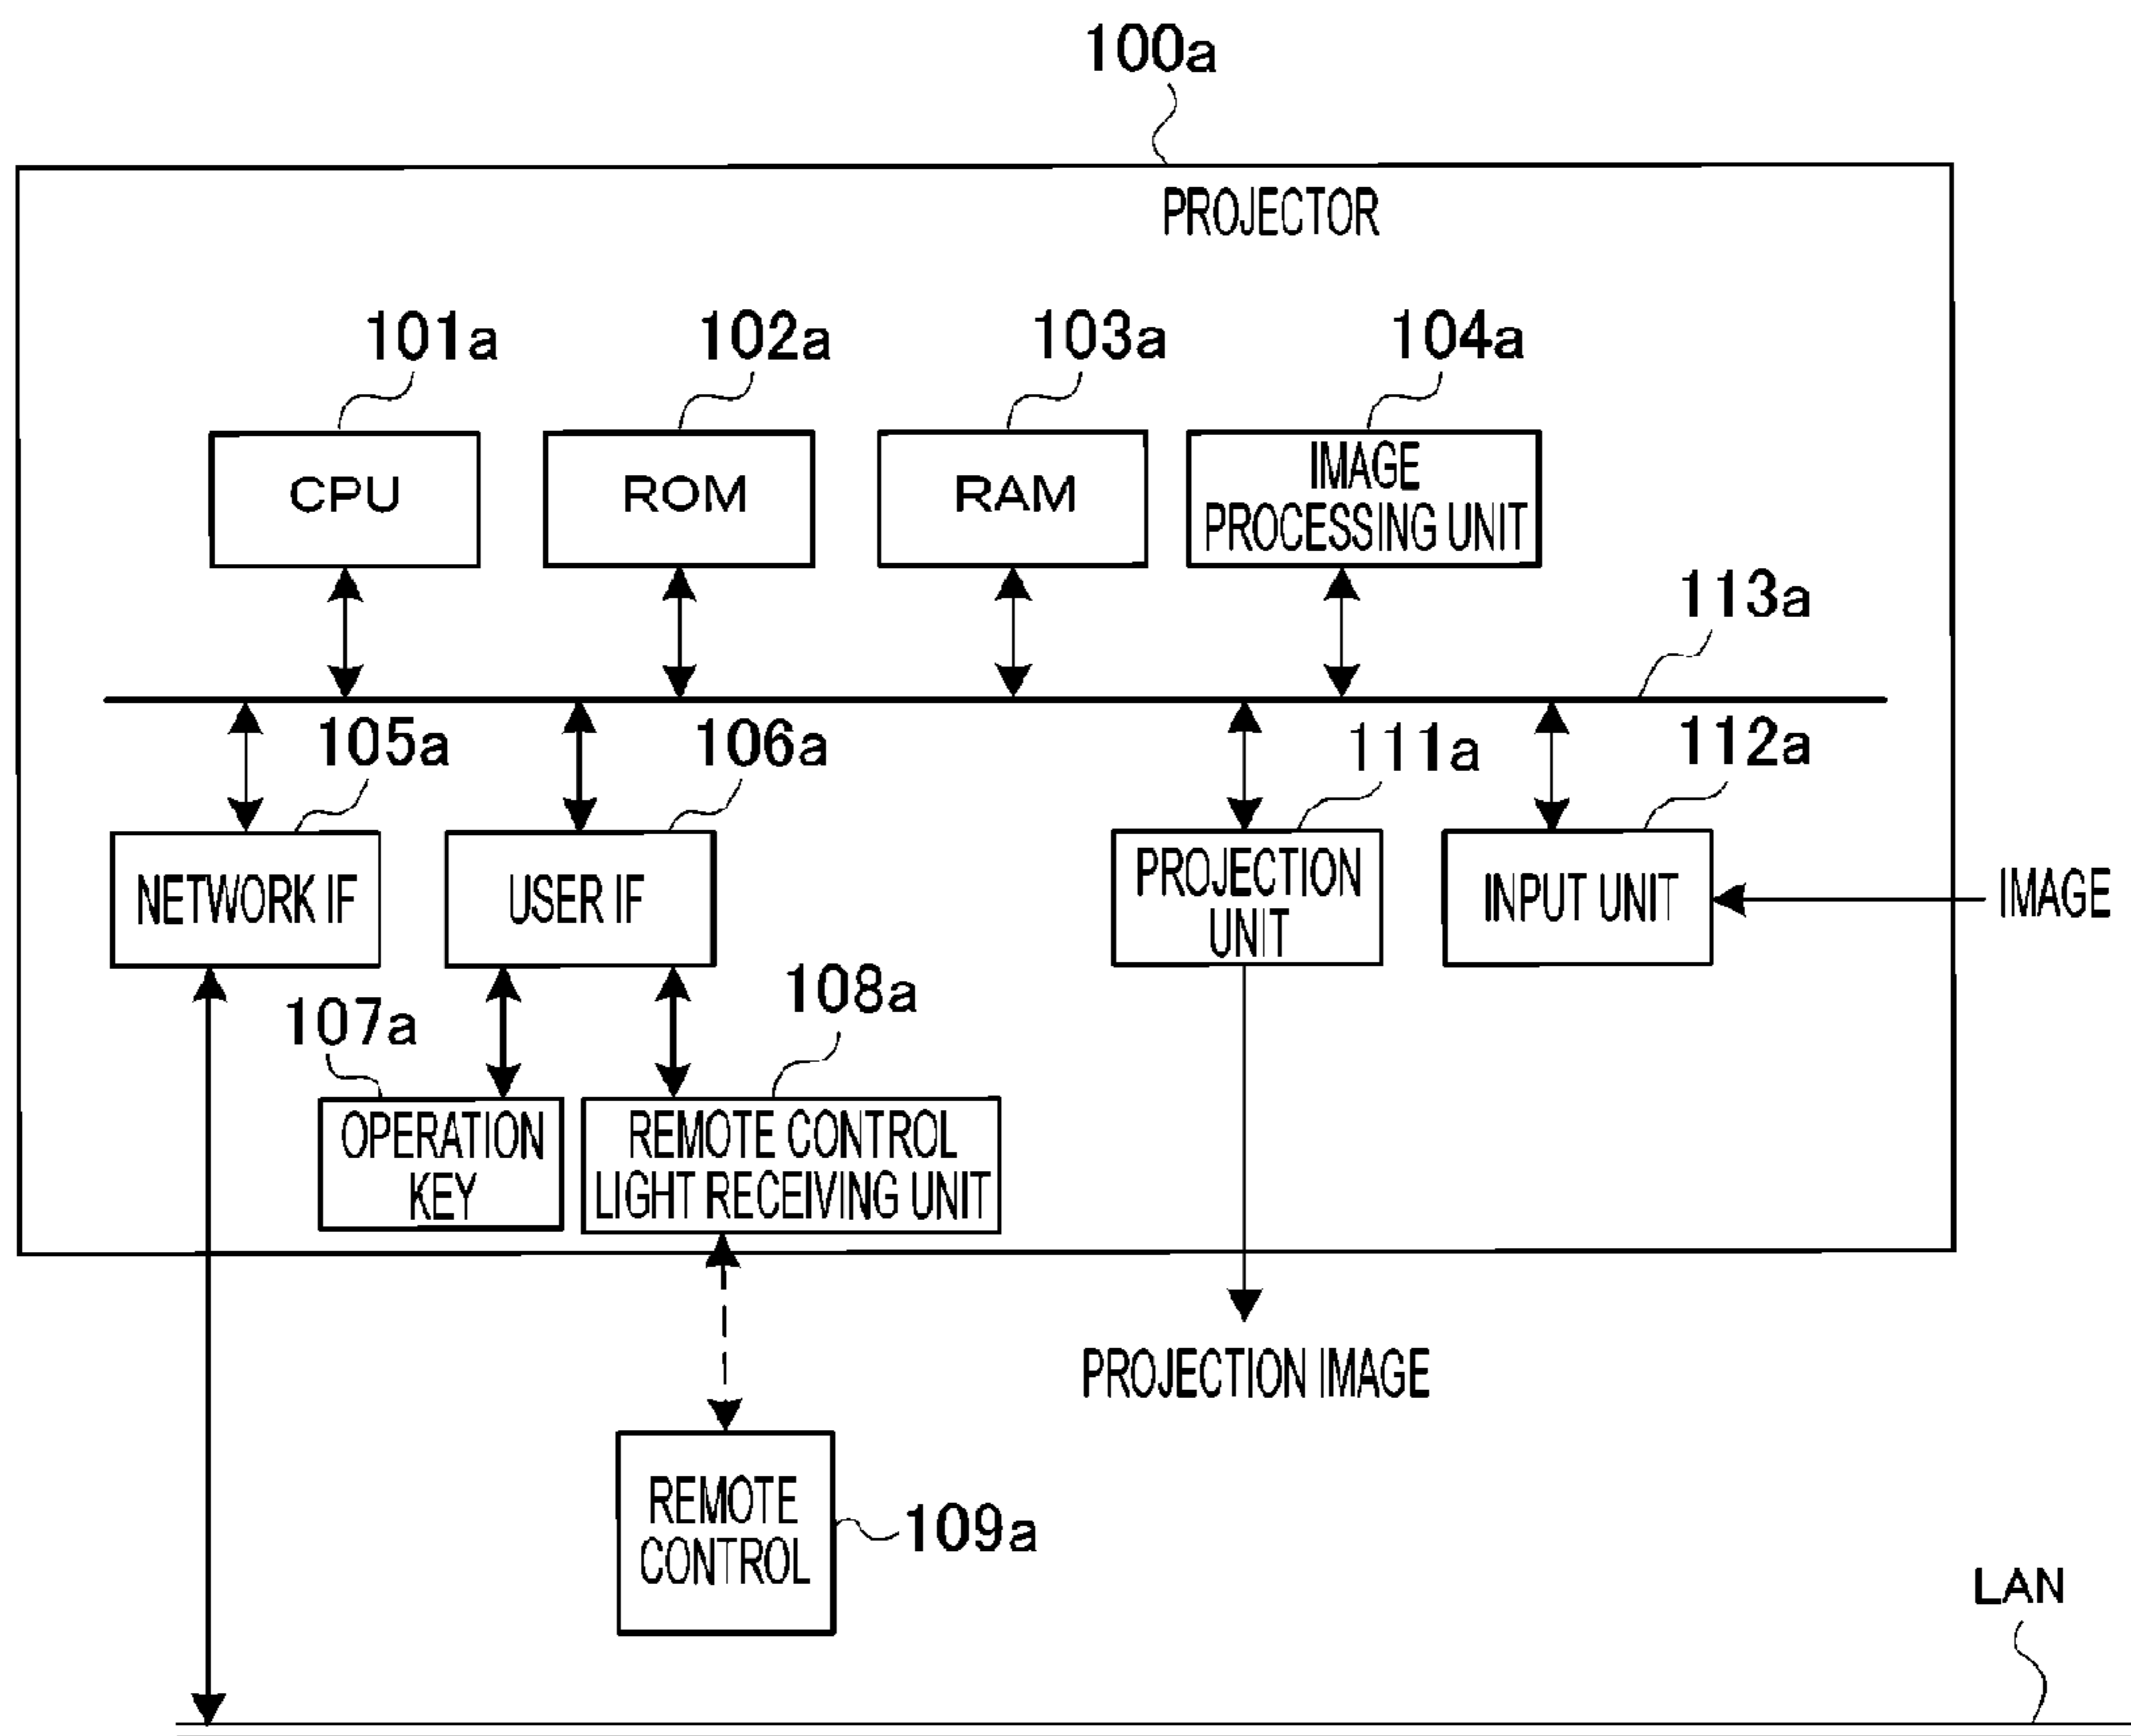 100a
PROJECTOR
101a
102a
103a
104a
CPU
ROM
RAM
IMAGE
PROCESSING UNIT
113a
105a
106a
111a
112a
NETWORK IF
USER IF
PROJECTION
UNIT
INPUT UNIT
IMAGE
107a
108a
OPERATION
KEY
REMOTE CONTROL
LIGHT RECEIVING UNIT
PROJECTION IMAGE
REMOTE
CONTROL
109a
LAN